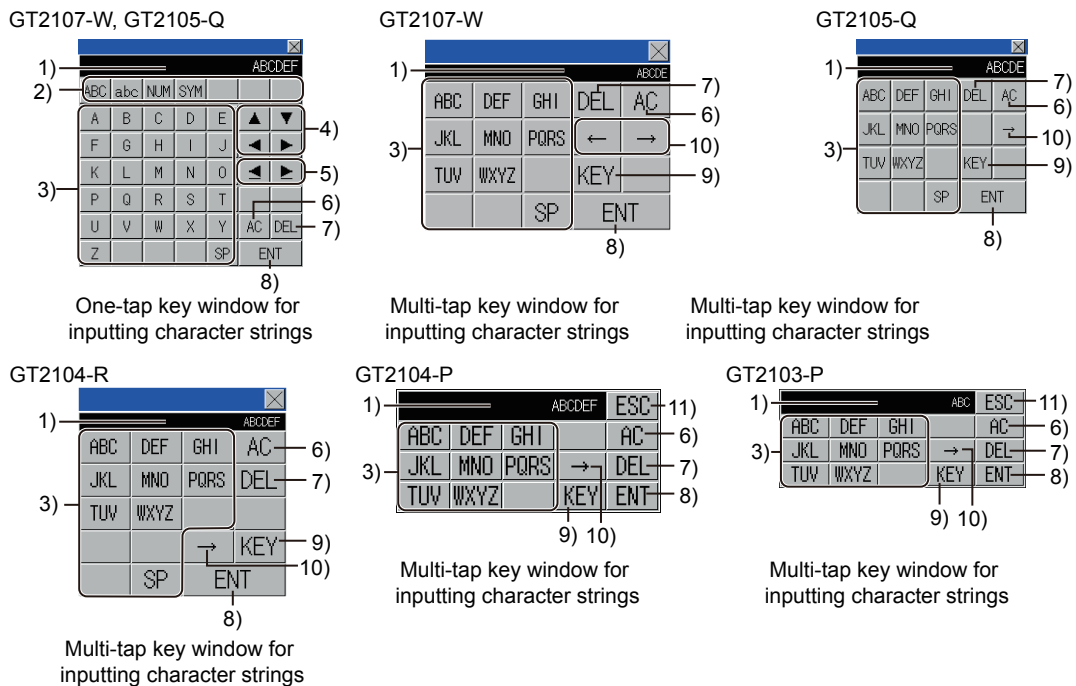 GT2107-W, GT2105-Q
1)
ABCDEF
2)
ABC abc NUM SYM
A B C D E ▲ ▼
4)
F G H I J ◀ ▶
K L M N O ◀ ▶
5)
3)
P Q R S T
6)
U V W X Y AC DEL
7)
Z SP ENT
8)
One-tap key window for
inputting character strings
GT2107-W
1)
ABCDE
7)
ABC DEF GHI DEL AC
6)
3)
JKL MNO PQRS ← →
10)
TUV WXYZ KEY
9)
SP ENT
8)
Multi-tap key window for
inputting character strings
GT2105-Q
1)
ABCDE
7)
ABC DEF GHI DEL AC
6)
3)
JKL MNO PQRS →
10)
TUV WXYZ KEY
9)
SP ENT
8)
Multi-tap key window for
inputting character strings
GT2104-R
1)
ABCDEF
ABC DEF GHI AC
6)
JKL MNO PQRS DEL
7)
3)
TUV WXYZ
→ KEY
9)
10)
SP ENT
8)
Multi-tap key window for
inputting character strings
GT2104-P
1)
ABCDEF ESC
11)
ABC DEF GHI AC
6)
3)
JKL MNO PQRS → DEL
7)
TUV WXYZ KEY ENT
8)
9) 10)
Multi-tap key window for
inputting character strings
GT2103-P
1)
ABC ESC
11)
ABC DEF GHI AC
6)
3)
JKL MNO PQRS → DEL
7)
TUV WXYZ KEY ENT
8)
9) 10)
Multi-tap key window for
inputting character strings